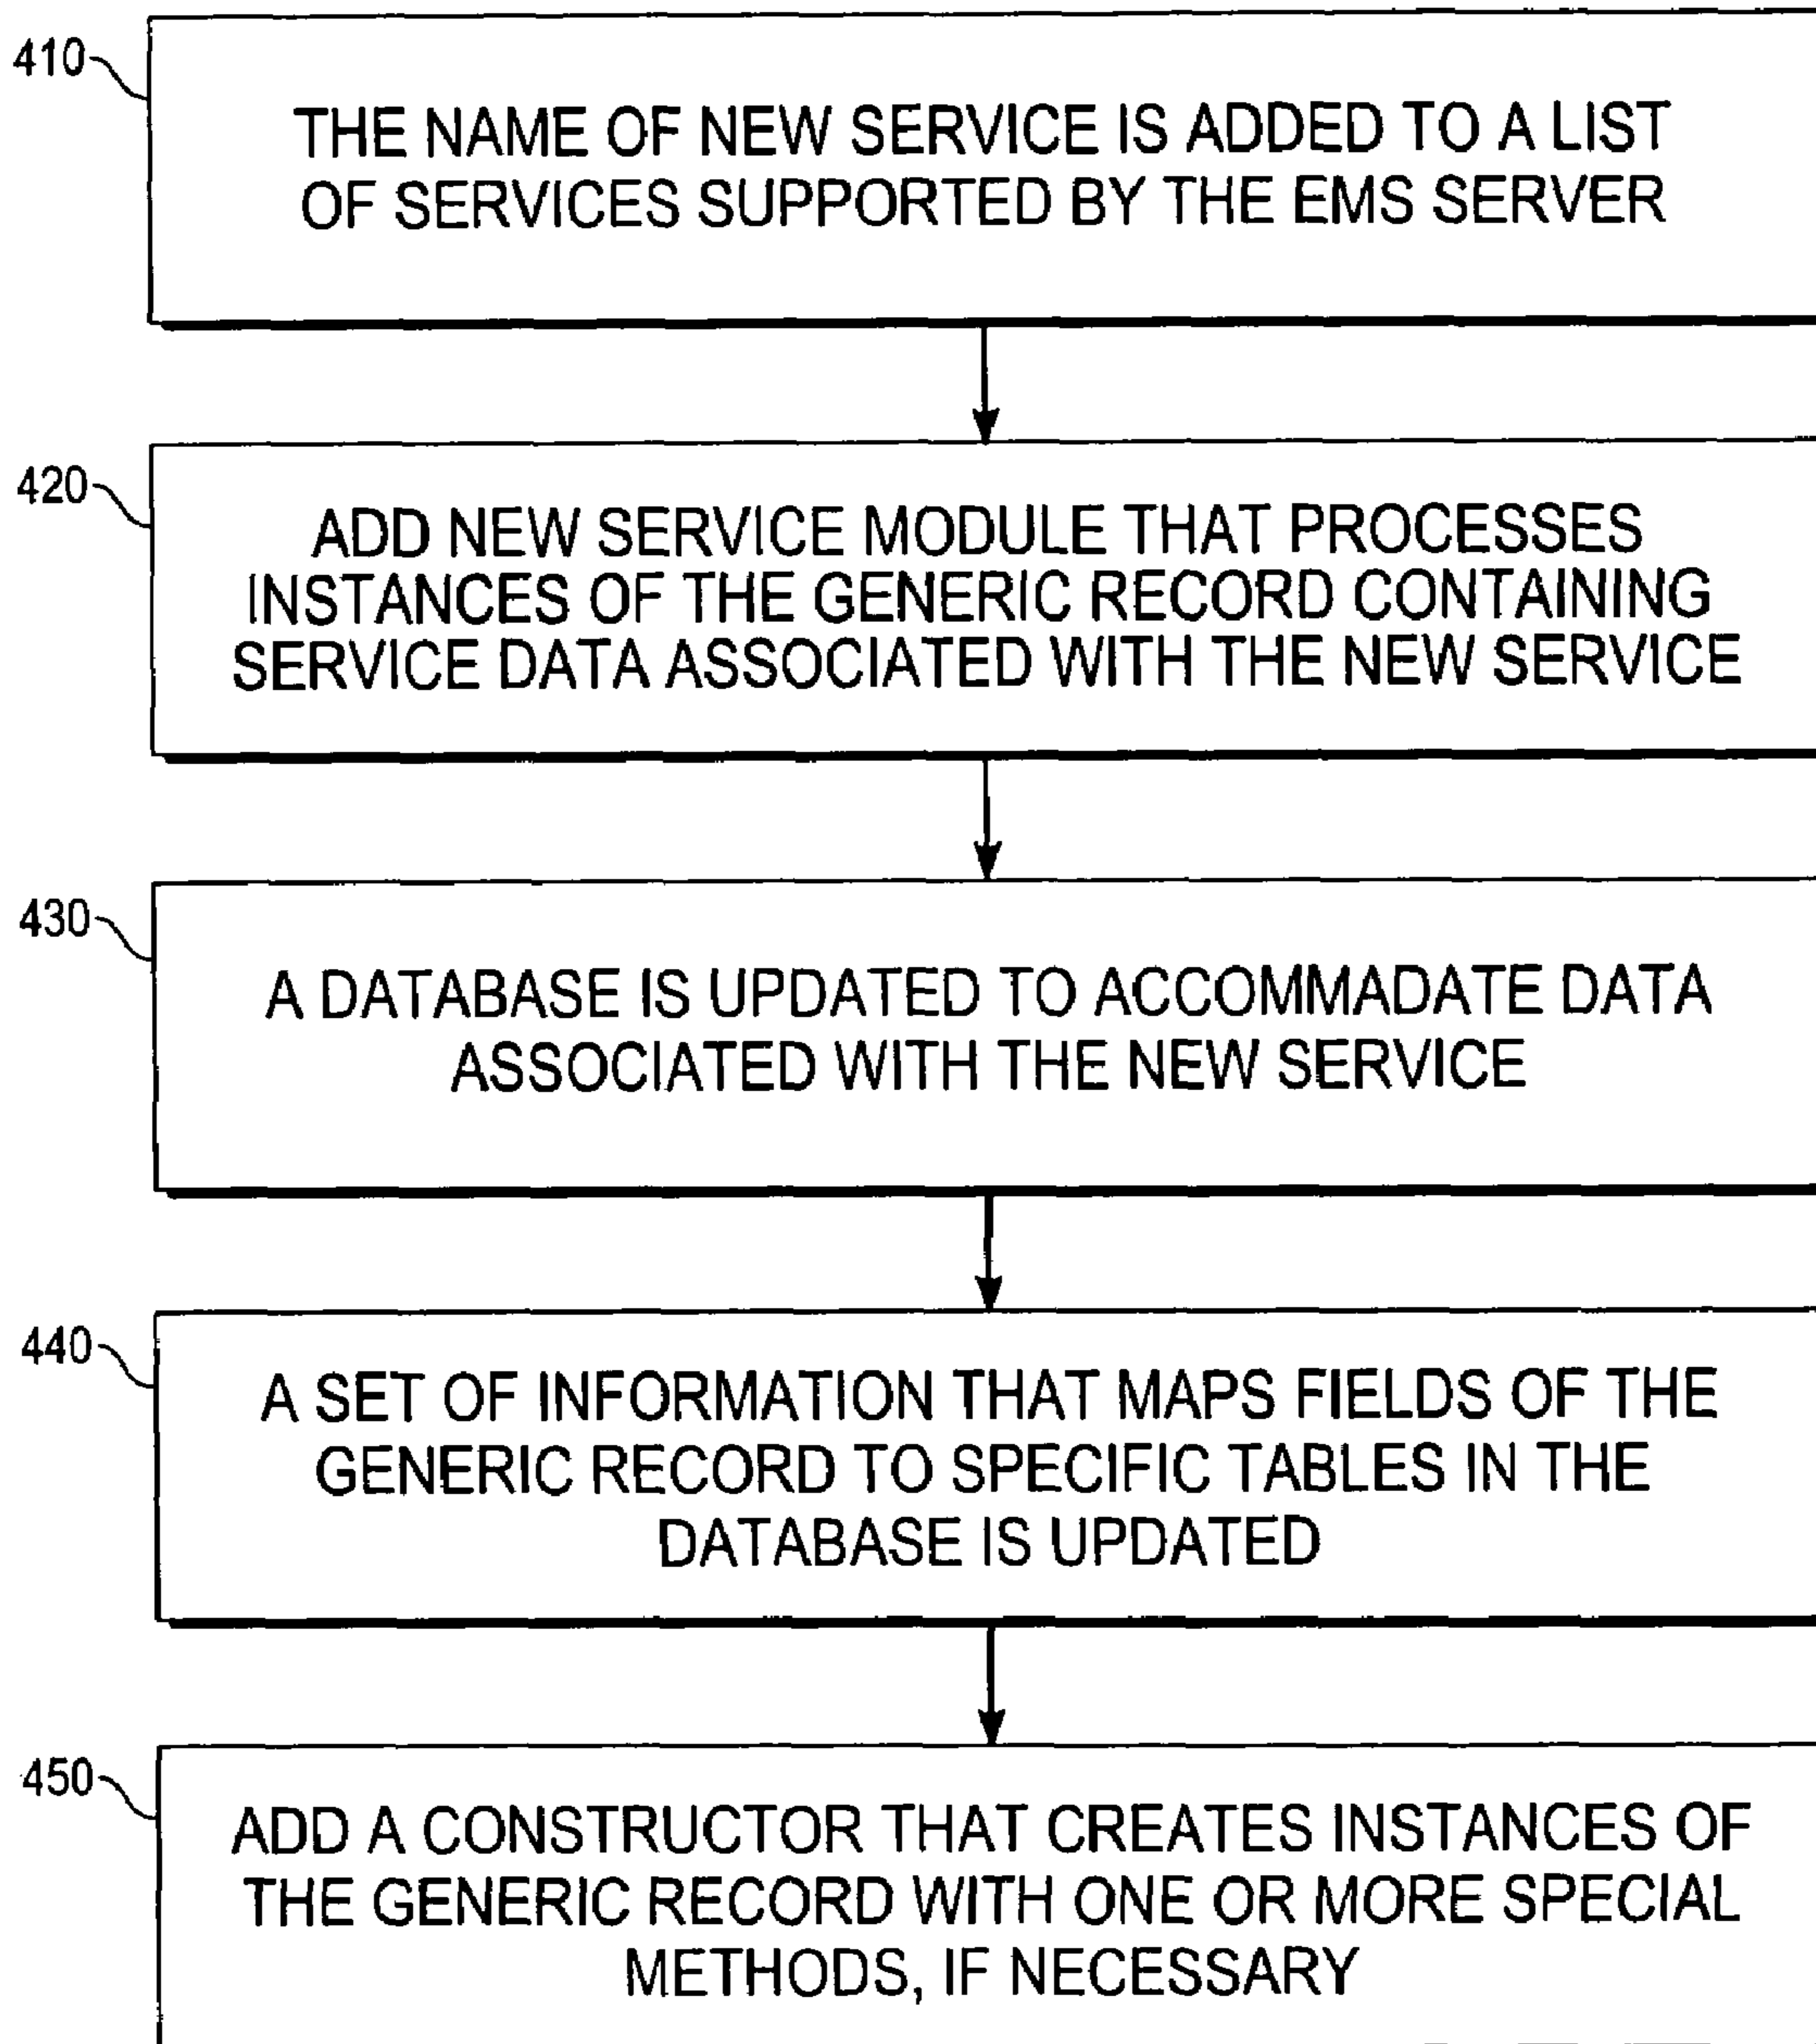 410
THE NAME OF NEW SERVICE IS ADDED TO A LIST
OF SERVICES SUPPORTED BY THE EMS SERVER
420
ADD NEW SERVICE MODULE THAT PROCESSES
INSTANCES OF THE GENERIC RECORD CONTAINING
SERVICE DATA ASSOCIATED WITH THE NEW SERVICE
430
A DATABASE IS UPDATED TO ACCOMMADATE DATA
ASSOCIATED WITH THE NEW SERVICE
440
A SET OF INFORMATION THAT MAPS FIELDS OF THE
GENERIC RECORD TO SPECIFIC TABLES IN THE
DATABASE IS UPDATED
450
ADD A CONSTRUCTOR THAT CREATES INSTANCES OF
THE GENERIC RECORD WITH ONE OR MORE SPECIAL
METHODS, IF NECESSARY